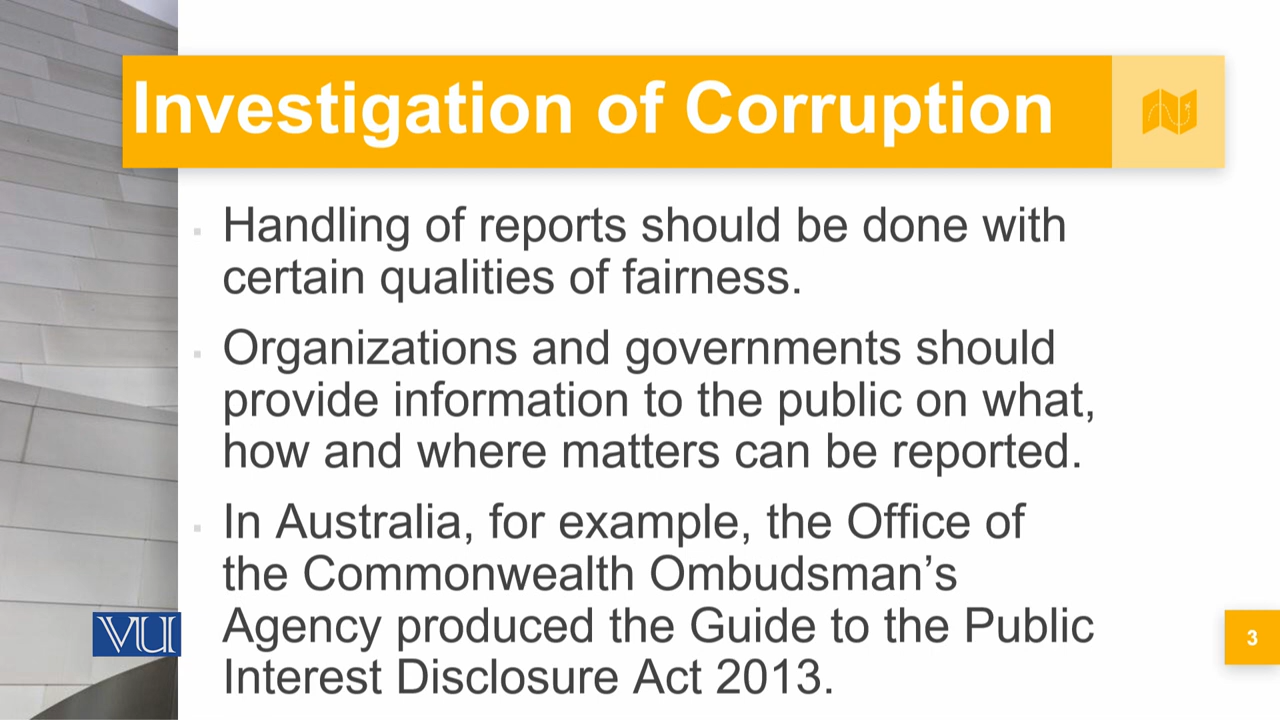 Investigation of Corruption
Handling of reports should be done with
certain qualities of fairness.
Organizations and governments should
provide information to the public on what,
how and where matters can be reported.
In Australia, for example, the Office of
the Commonwealth Ombudsman’s
Agency produced the Guide to the Public
Interest Disclosure Act 2013.
VU
3